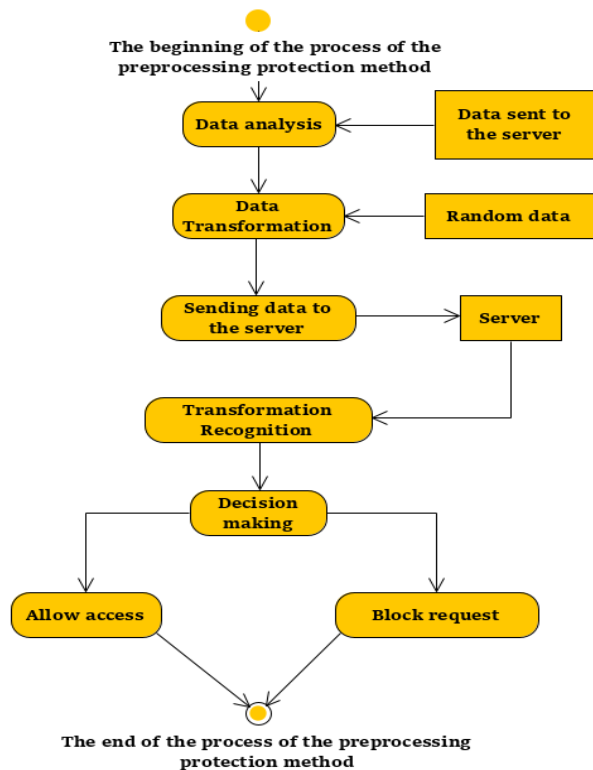 The beginning of the process of the
preprocessing protection method
Data analysis
Data sent to
the server
Data
Transformation
Random data
Sending data to
the server
Server
Transformation
Recognition
Decision
making
Allow access
Block request
The end of the process of the preprocessing
protection method